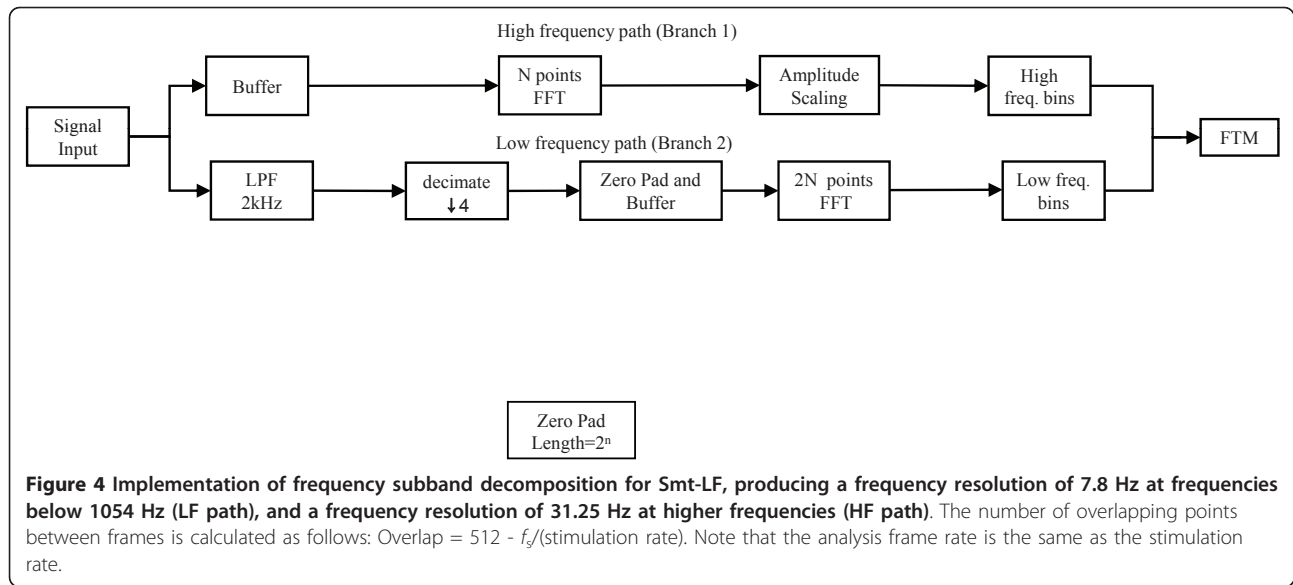 High frequency path (Branch 1)
Buffer
N points
FFT
Amplitude
Scaling
High
freq. bins
Signal
Input
FTM
Low frequency path (Branch 2)
LPF
2kHz
decimate
↓4
Zero Pad and
Buffer
2N points
FFT
Low freq.
bins
Zero Pad
Length=2ⁿ
Figure 4 Implementation of frequency subband decomposition for Smt-LF, producing a frequency resolution of 7.8 Hz at frequencies
below 1054 Hz (LF path), and a frequency resolution of 31.25 Hz at higher frequencies (HF path). The number of overlapping points
between frames is calculated as follows: Overlap = 512 - fₛ/(stimulation rate). Note that the analysis frame rate is the same as the stimulation
rate.